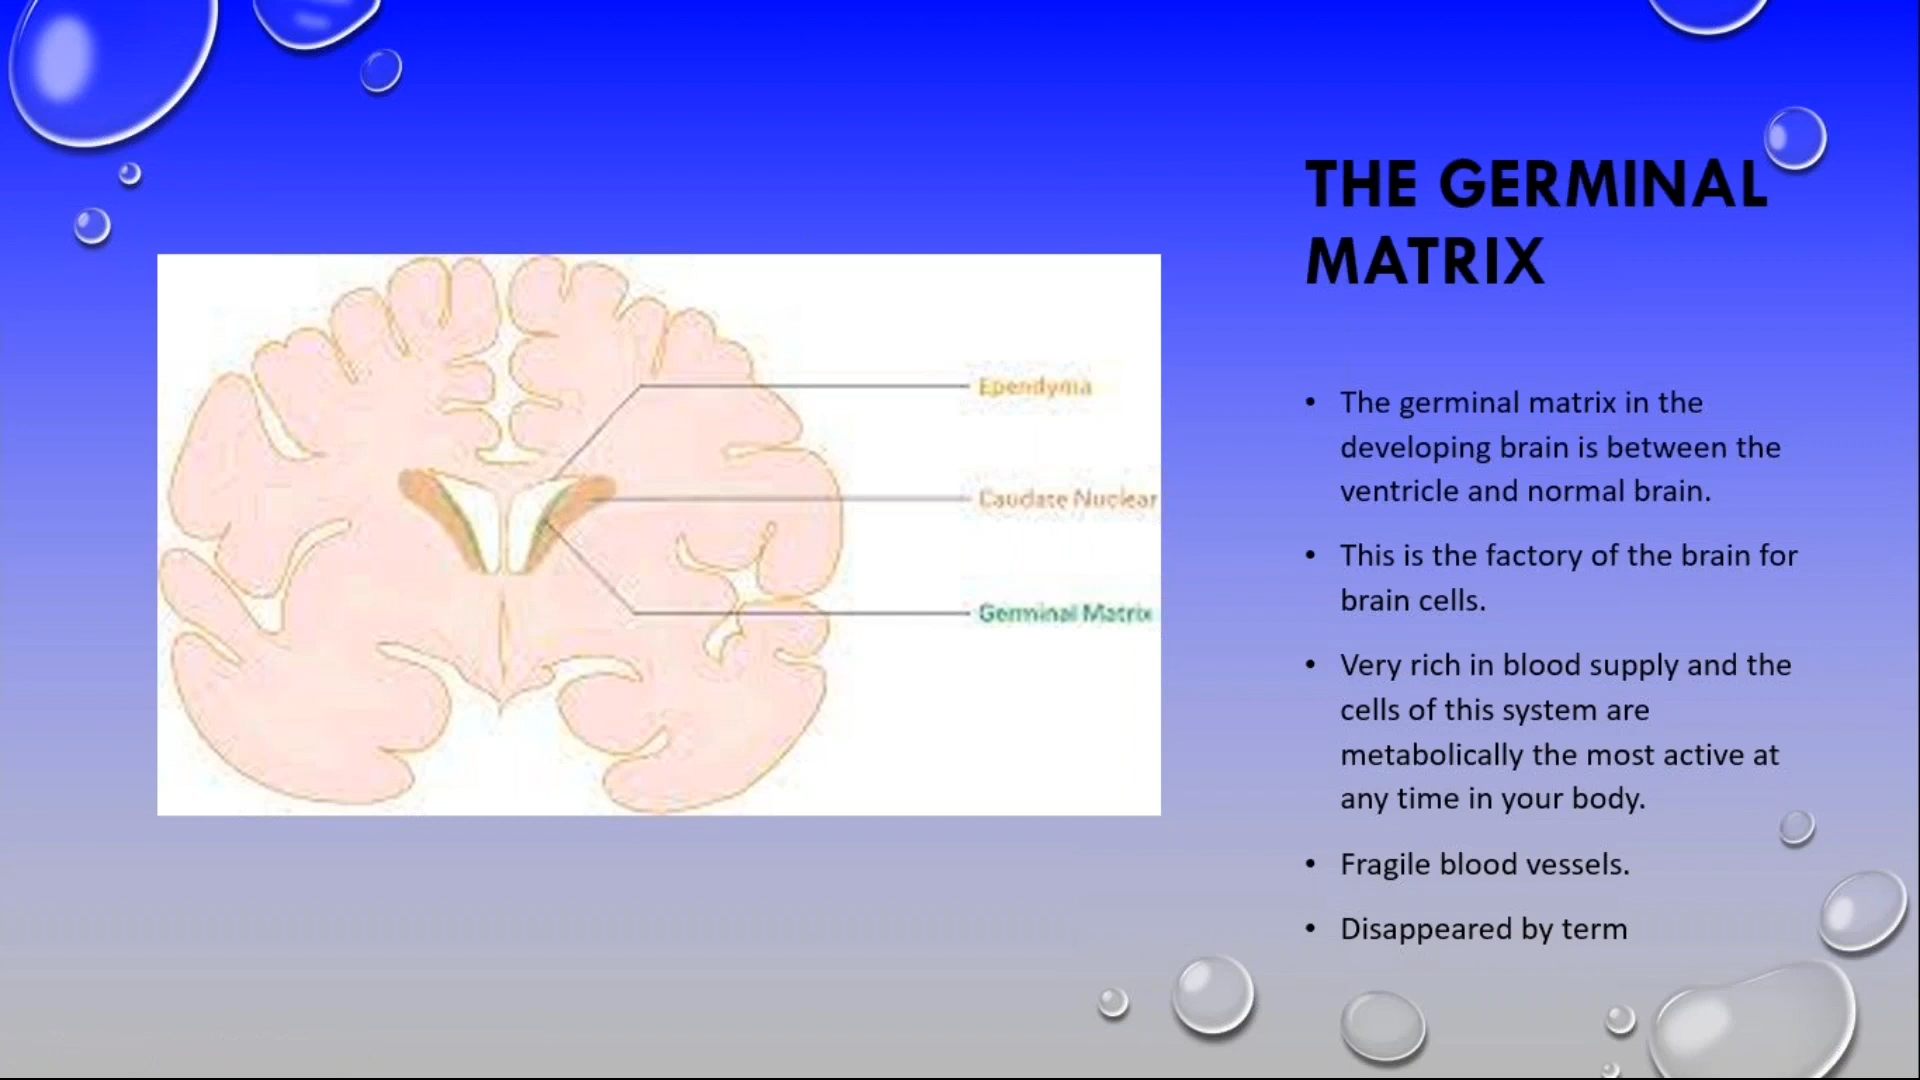 THE GERMINAL
MATRIX
Ependyma
Caudate Nuclear
Germinal Matrix
• The germinal matrix in the
developing brain is between the
ventricle and normal brain.
• This is the factory of the brain for
brain cells.
• Very rich in blood supply and the
cells of this system are
metabolically the most active at
any time in your body.
• Fragile blood vessels.
• Disappeared by term